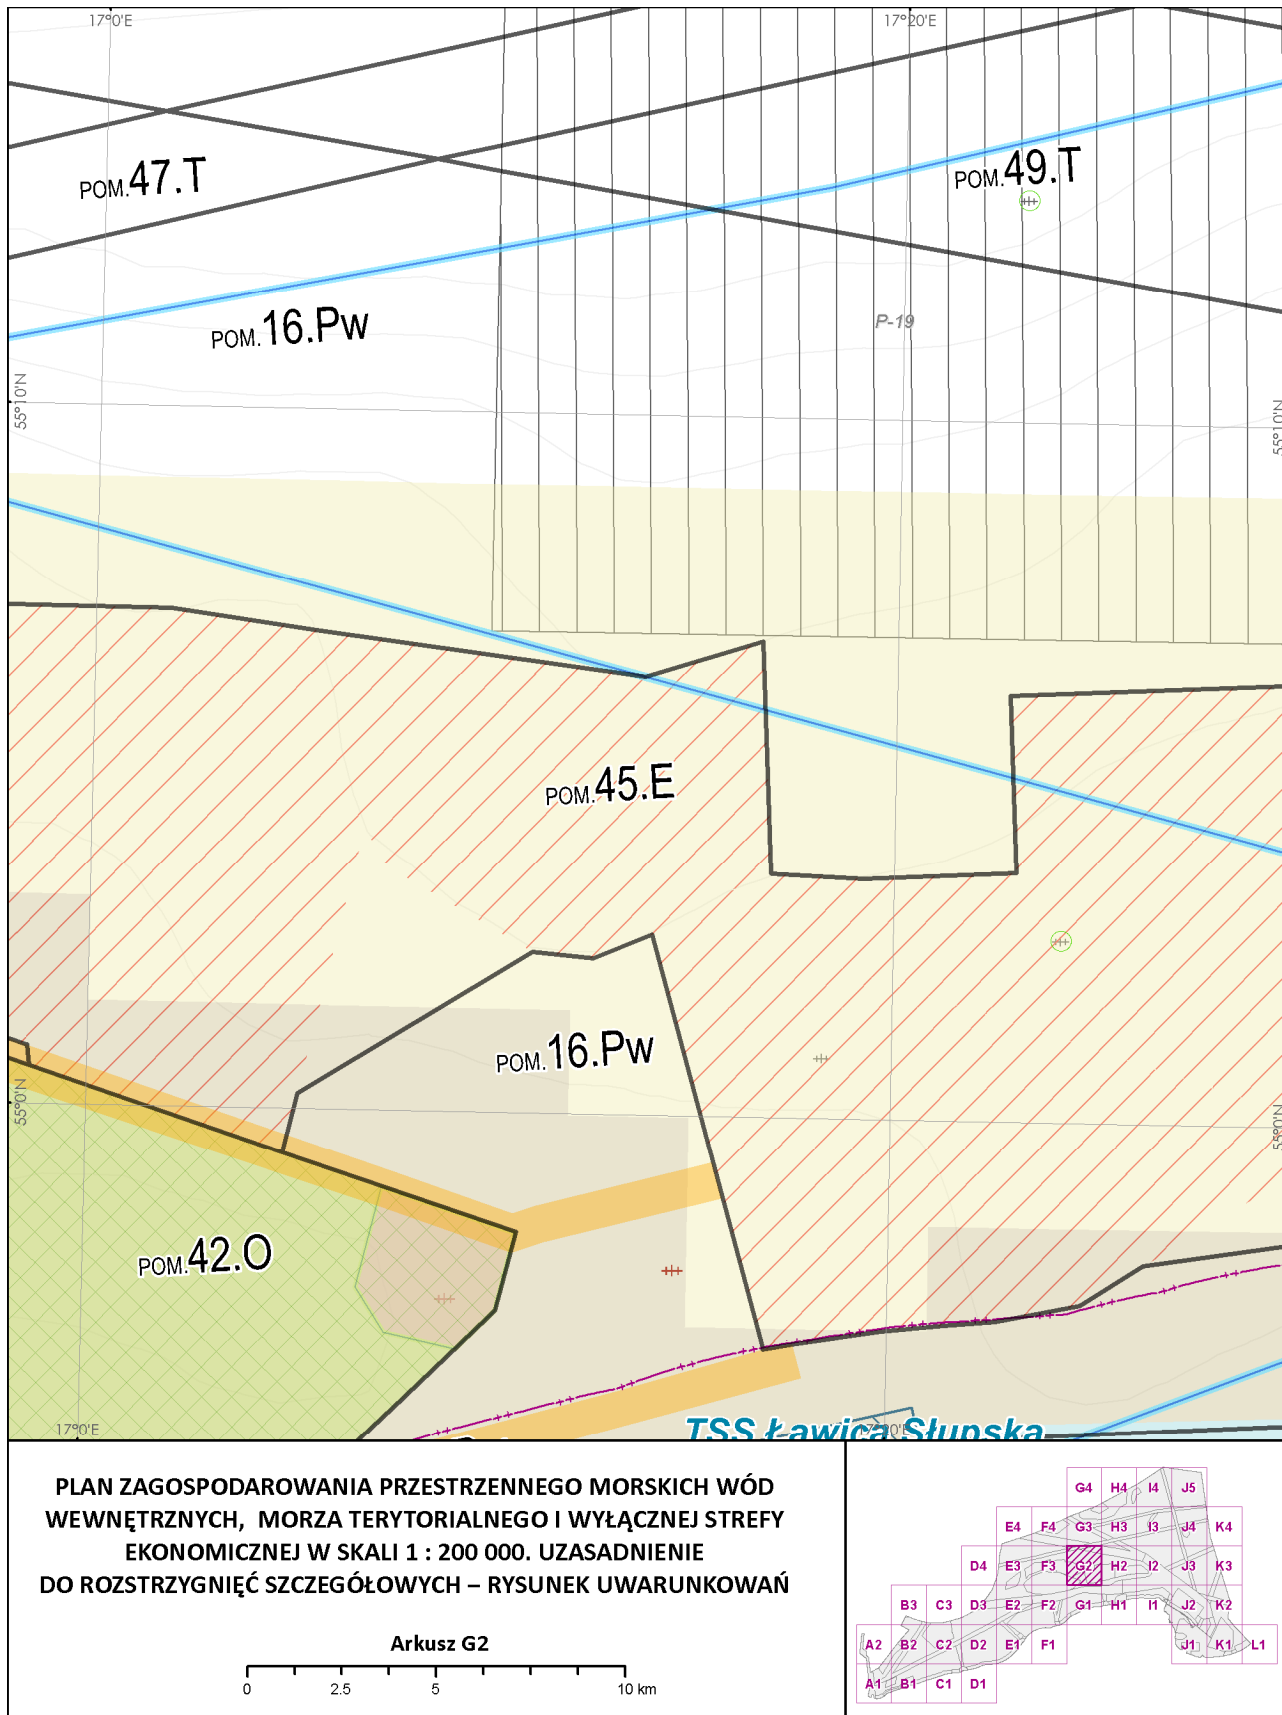 17°0'E
17°20'E
POM.47.T
POM.49.T
POM.16.Pw
P-19
55°10'N
55°10'N
POM.45.E
POM.16.Pw
55°0'N
55°0'N
POM.42.O
17°0'E
TSS Ławica Słupska
PLAN ZAGOSPODAROWANIA PRZESTRZENNEGO MORSKICH WÓD
WEWNĘTRZNYCH, MORZA TERYTORIALNEGO I WYŁĄCZNEJ STREFY
EKONOMICZNEJ W SKALI 1 : 200 000. UZASADNIENIE
DO ROZSTRZYGNIĘĆ SZCZEGÓŁOWYCH – RYSUNEK UWARUNKOWAŃ
Arkusz G2
0 2.5 5 10 km
G4 H4 I4 J5
E4 F4 G3 H3 I3 J4 K4
D4 E3 F3 G2 H2 I2 J3 K3
B3 C3 D3 E2 F2 G1 H1 I1 J2 K2
A2 B2 C2 D2 E1 F1 J1 K1 L1
A1 B1 C1 D1